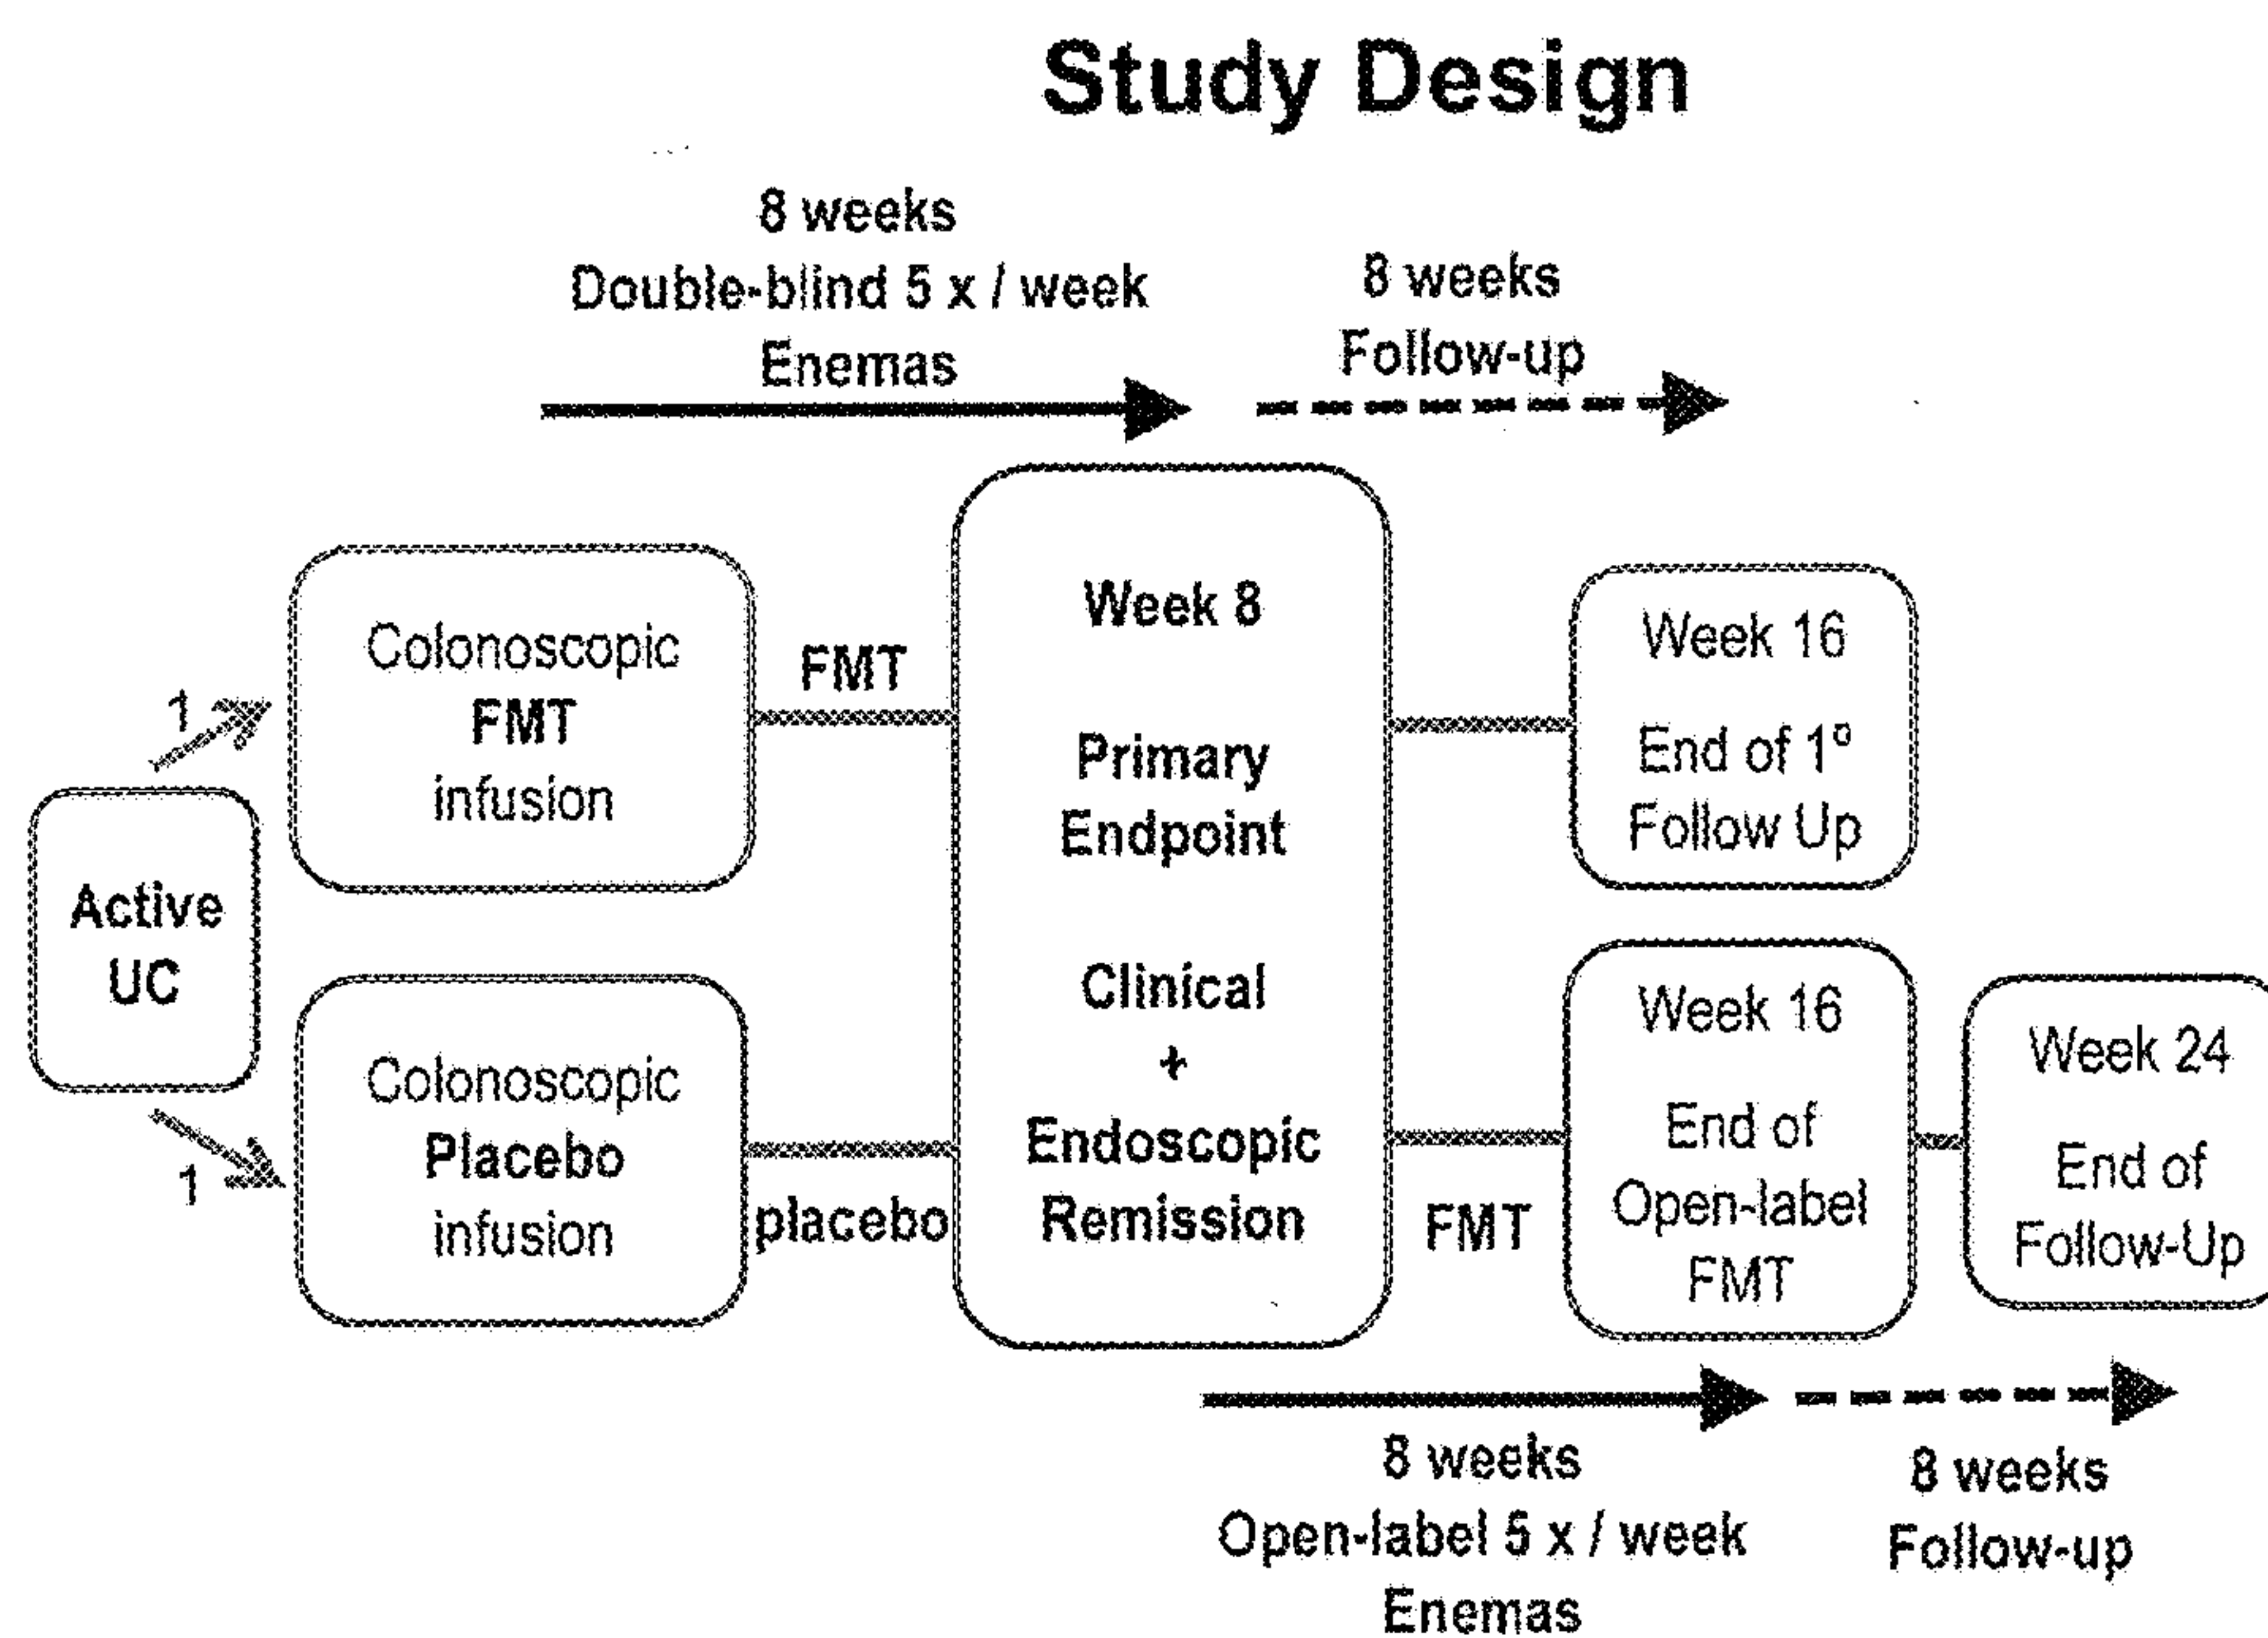 Study Design
8 weeks
Double-blind 5 x / week
Enemas
8 weeks
Follow-up
Active
UC
1
1
Colonoscopic
FMT
infusion
FMT
Colonoscopic
Placebo
infusion
placebo
Week 8
Primary
Endpoint
Clinical
+
Endoscopic
Remission
Week 16
End of 1º
Follow Up
FMT
Week 16
End of
Open-label
FMT
Week 24
End of
Follow-Up
8 weeks
Open-label 5 x / week
Enemas
8 weeks
Follow-up